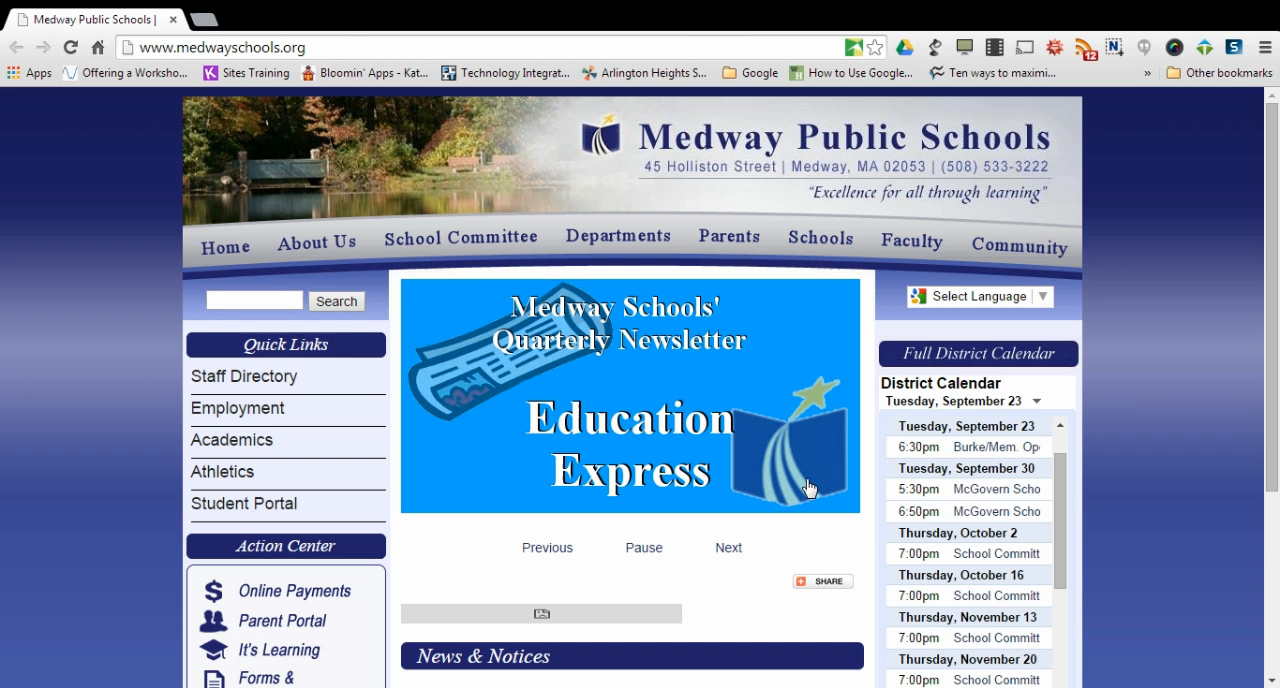 Medway Public Schools |
www.medwayschools.org
12
N
S
Apps
Offering a Worksho...
Sites Training
Bloomin' Apps - Kat...
Technology Integrat...
Arlington Heights S...
Google
How to Use Google...
Ten ways to maximi...
»
Other bookmarks
Medway Public Schools
45 Holliston Street | Medway, MA 02053 | (508) 533-3222
“Excellence for all through learning”
Home
About Us
School Committee
Departments
Parents
Schools
Faculty
Community
Search
Quick Links
Staff Directory
Employment
Academics
Athletics
Student Portal
Action Center
$ Online Payments
Parent Portal
It's Learning
Forms &
Medway Schools'
Quarterly Newsletter
Education
Express
Previous
Pause
Next
SHARE
News & Notices
Select Language
Full District Calendar
District Calendar
Tuesday, September 23
Tuesday, September 23
6:30pm Burke/Mem. Op
Tuesday, September 30
5:30pm McGovern Scho
6:50pm McGovern Scho
Thursday, October 2
7:00pm School Committ
Thursday, October 16
7:00pm School Committ
Thursday, November 13
7:00pm School Committ
Thursday, November 20
7:00pm School Committ